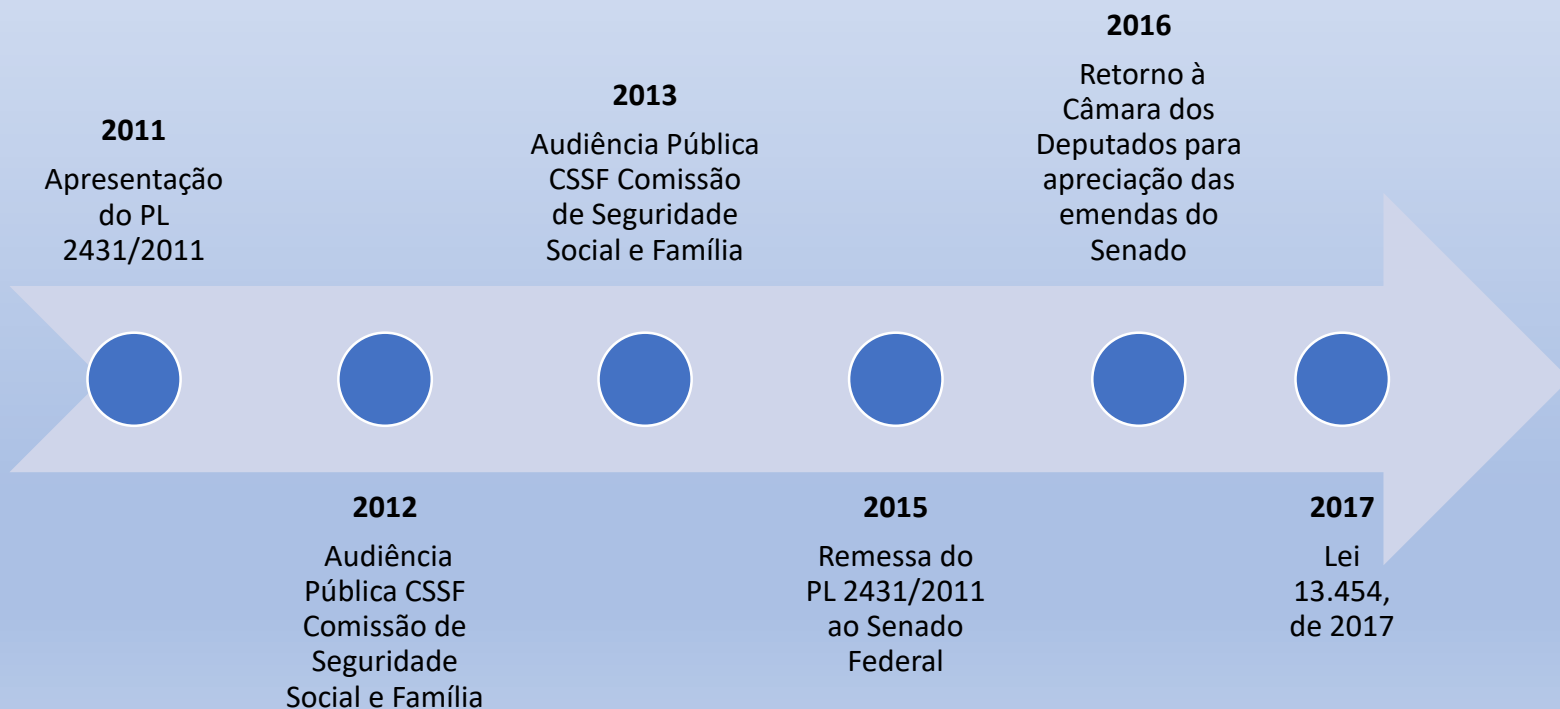 2011
Apresentação
do PL
2431/2011
2012
Audiência
Pública CSSF
Comissão de
Seguridade
Social e Família
2013
Audiência Pública
CSSF Comissão
de Seguridade
Social e Família
2015
Remessa do
PL 2431/2011
ao Senado
Federal
2016
Retorno à
Câmara dos
Deputados para
apreciação das
emendas do
Senado
2017
Lei
13.454,
de 2017